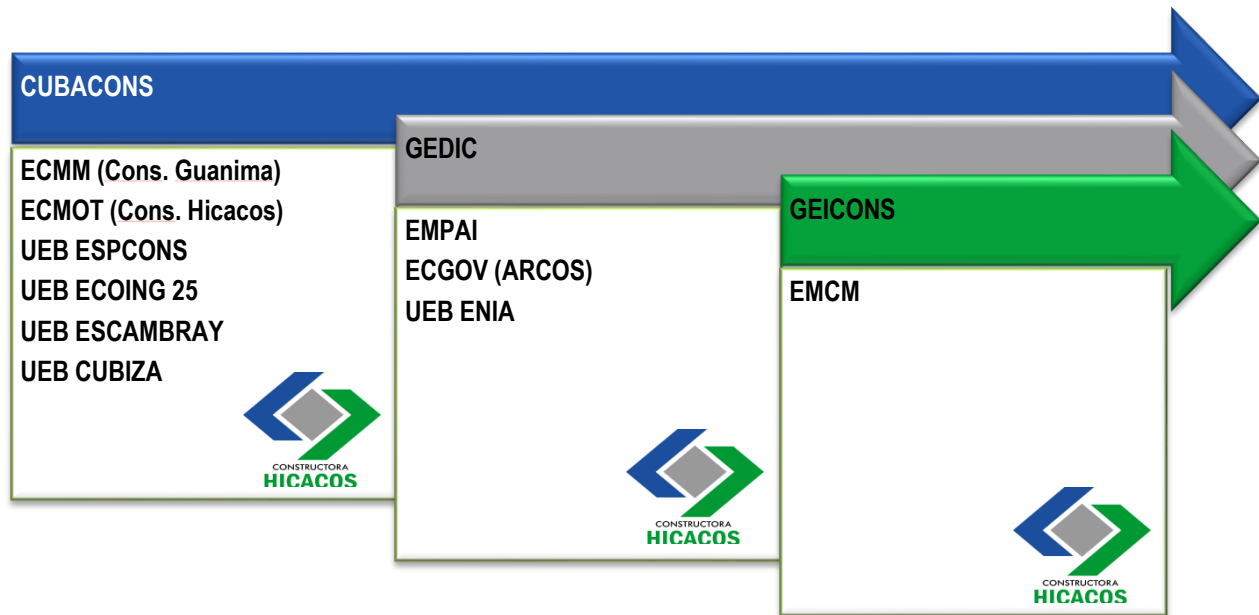 CUBACONS
ECMM (Cons. Guanima)
ECMOT (Cons. Hicacos)
UEB ESPCONS
UEB ECOING 25
UEB ESCAMBRAY
UEB CUBIZA
CONSTRUCTORA
HICACOS
GEDIC
EMPAI
ECGOV (ARCOS)
UEB ENIA
CONSTRUCTORA
HICACOS
GEICONS
EMCM
CONSTRUCTORA
HICACOS